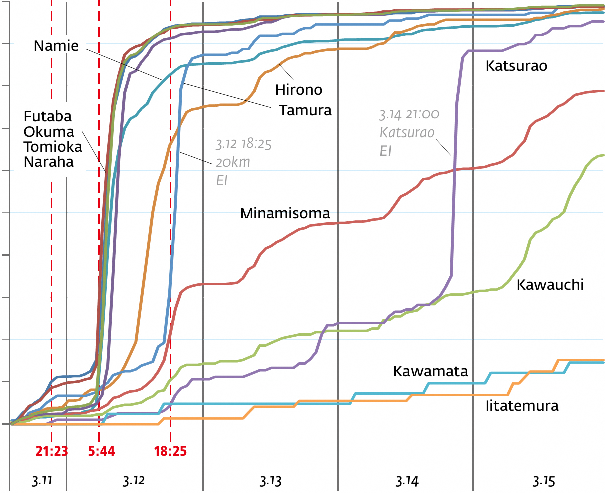 Namie
Hirono
Tamura
Katsurao
Futaba
Okuma
Tomioka
Naraha
3.12 18:25
20km
EI
3.14 21:00
Katsurao
EI
Minamisoma
Kawauchi
Kawamata
Iitatemura
21:23 5:44 18:25
3.11 3.12 3.13 3.14 3.15